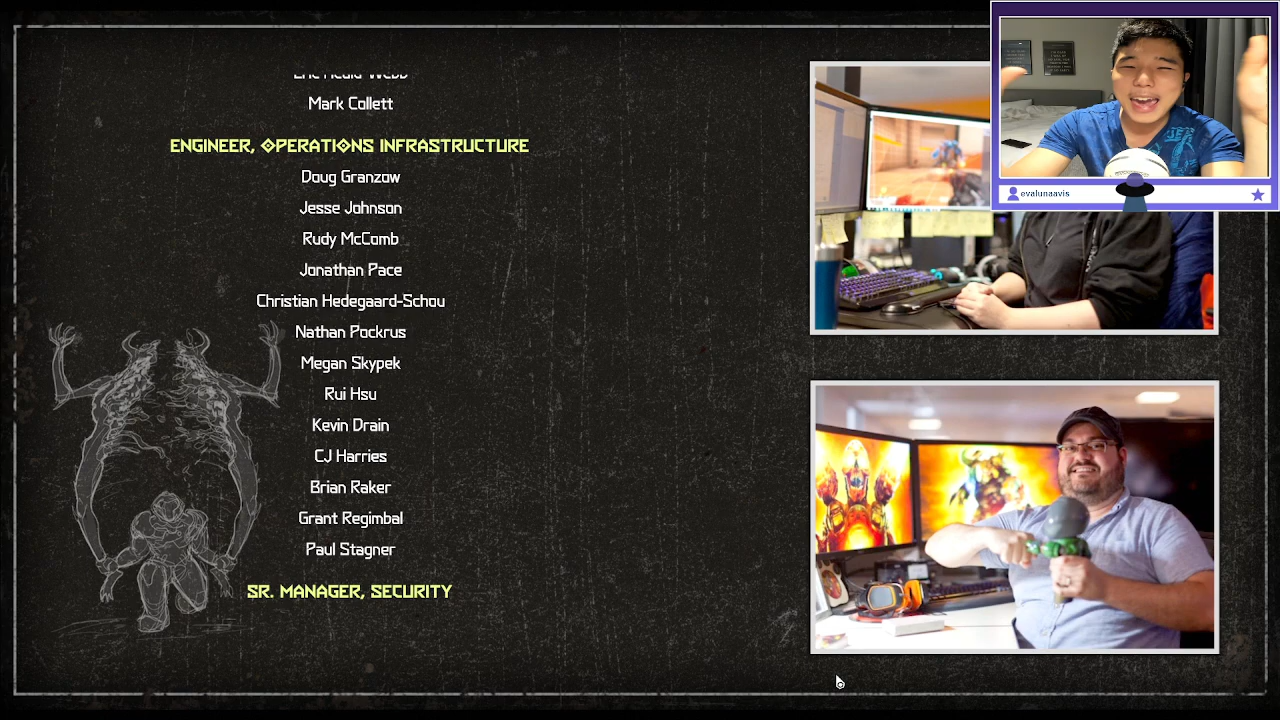 Mark Collett
ENGINEER, OPERATIONS INFRASTRUCTURE
Doug Granzow
Jesse Johnson
Rudy McComb
Jonathan Pace
Christian Hedegaard-Schou
Nathan Pockrus
Megan Skypek
Rui Hsu
Kevin Drain
CJ Harries
Brian Raker
Grant Regimbal
Paul Stagner
SR. MANAGER, SECURITY
evalunaavis